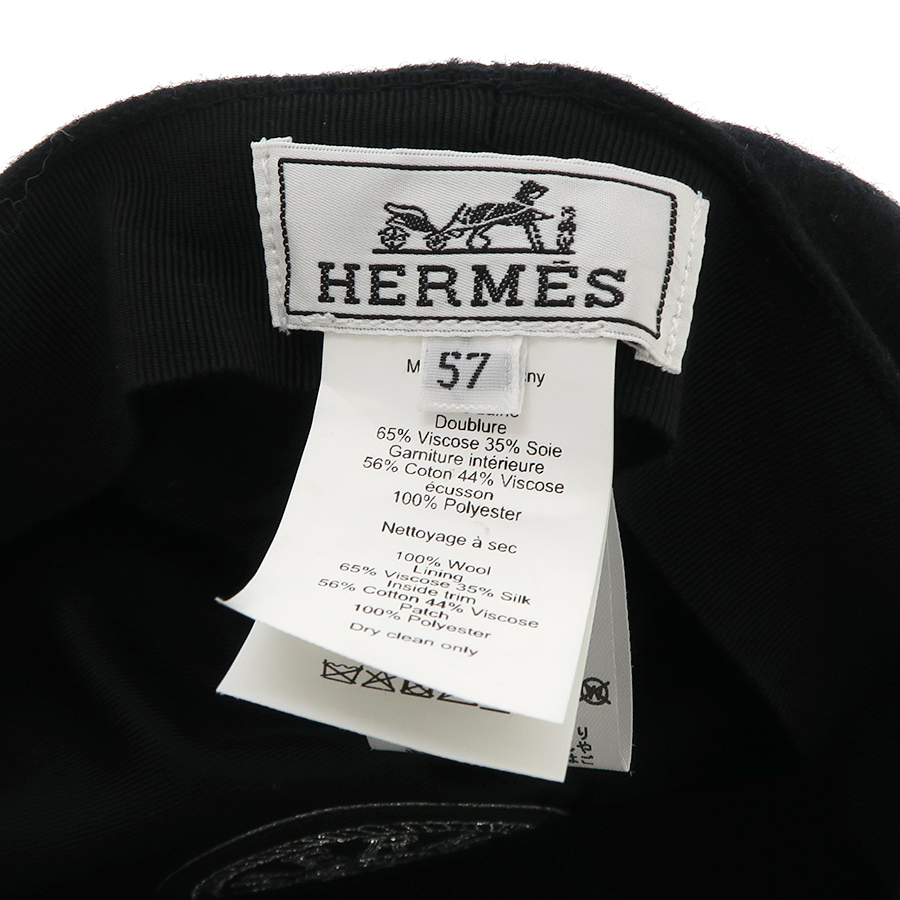 HERMÈS
57
Doublure
65% Viscose 35% Soie
Garniture intérieure
56% Coton 44% Viscose
écusson
100% Polyester
Nettoyage à sec
100% Wool
Lining
65% Viscose 35% Silk
Inside trim
56% Cotton 44% Viscose
Patch
100% Polyester
Dry clean only